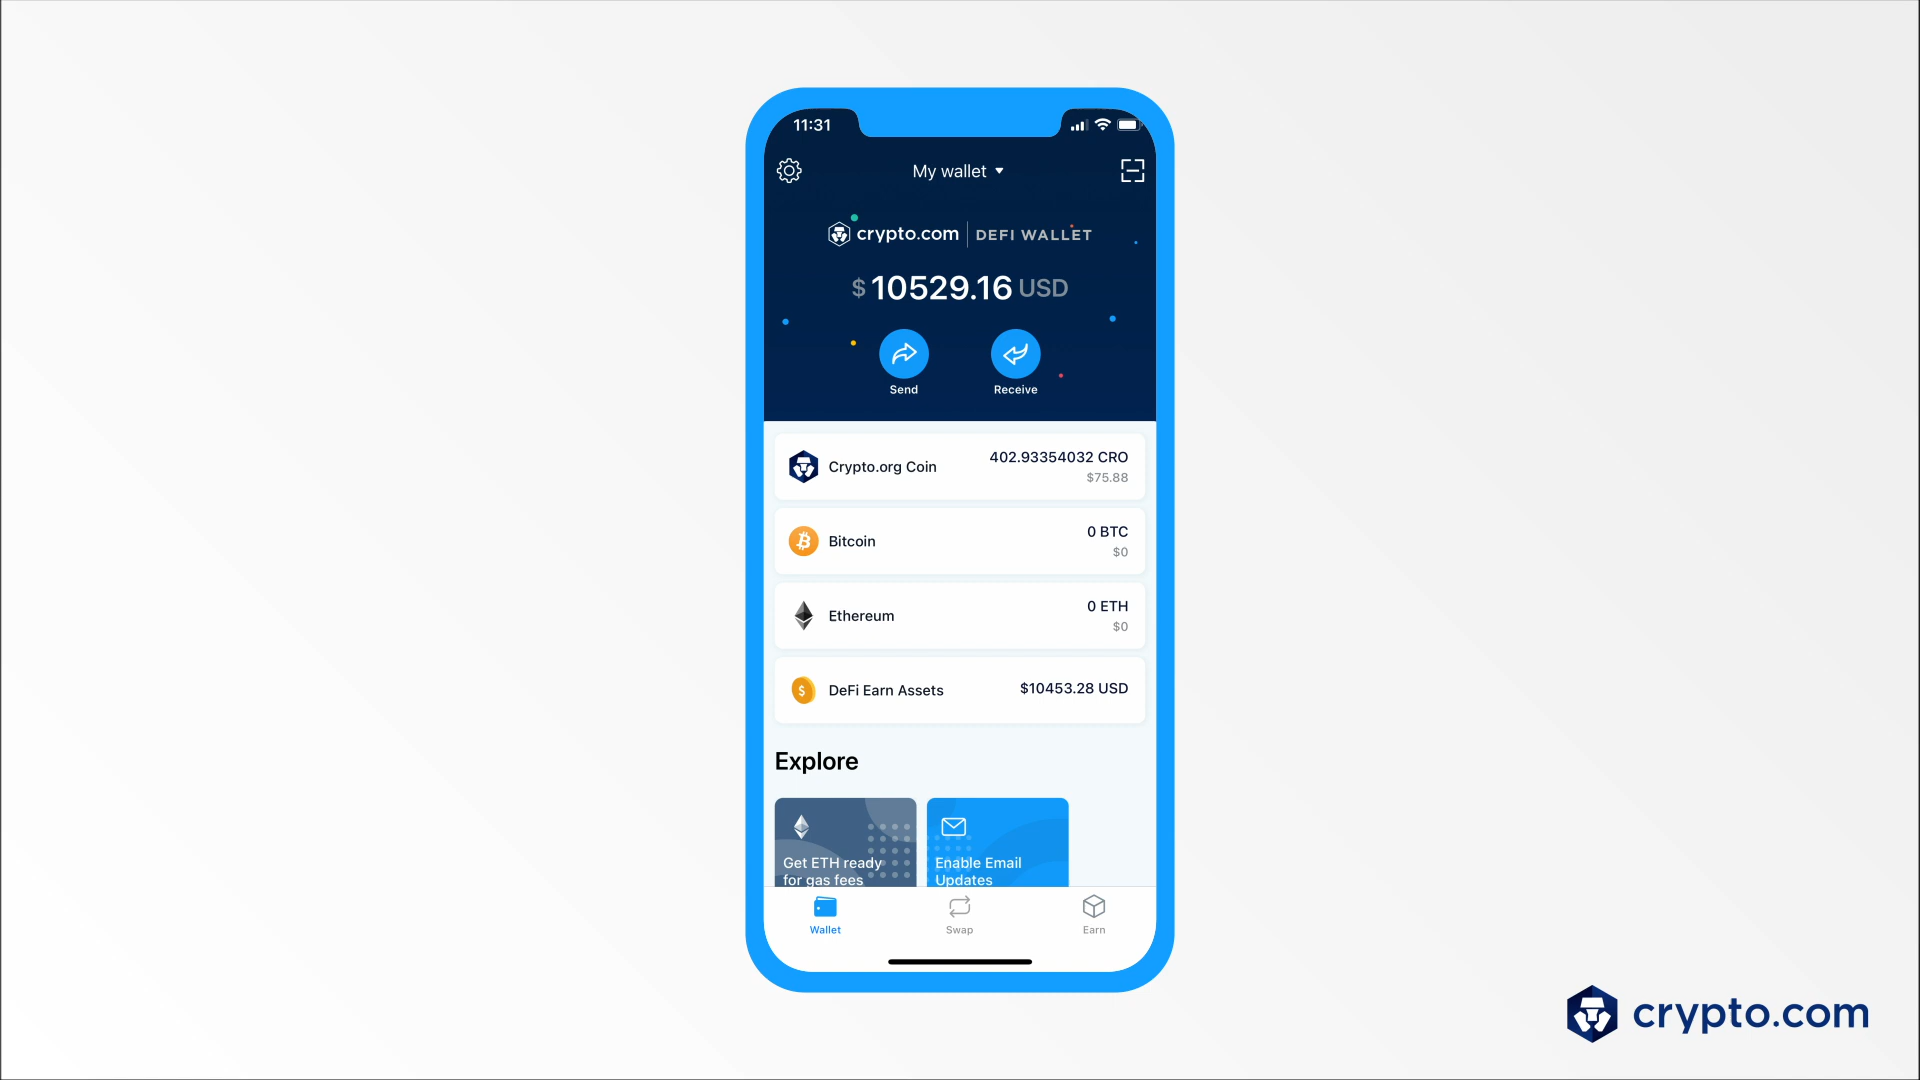 11:31
My wallet
crypto.com | DEFI WALLET
$ 10529.16 USD
Send
Receive
Crypto.org Coin
402.93354032 CRO
$75.88
Bitcoin
0 BTC
$0
Ethereum
0 ETH
$0
DeFi Earn Assets
$10453.28 USD
Explore
Get ETH ready
for gas fees
Enable Email
Updates
Wallet
Swap
Earn
crypto.com